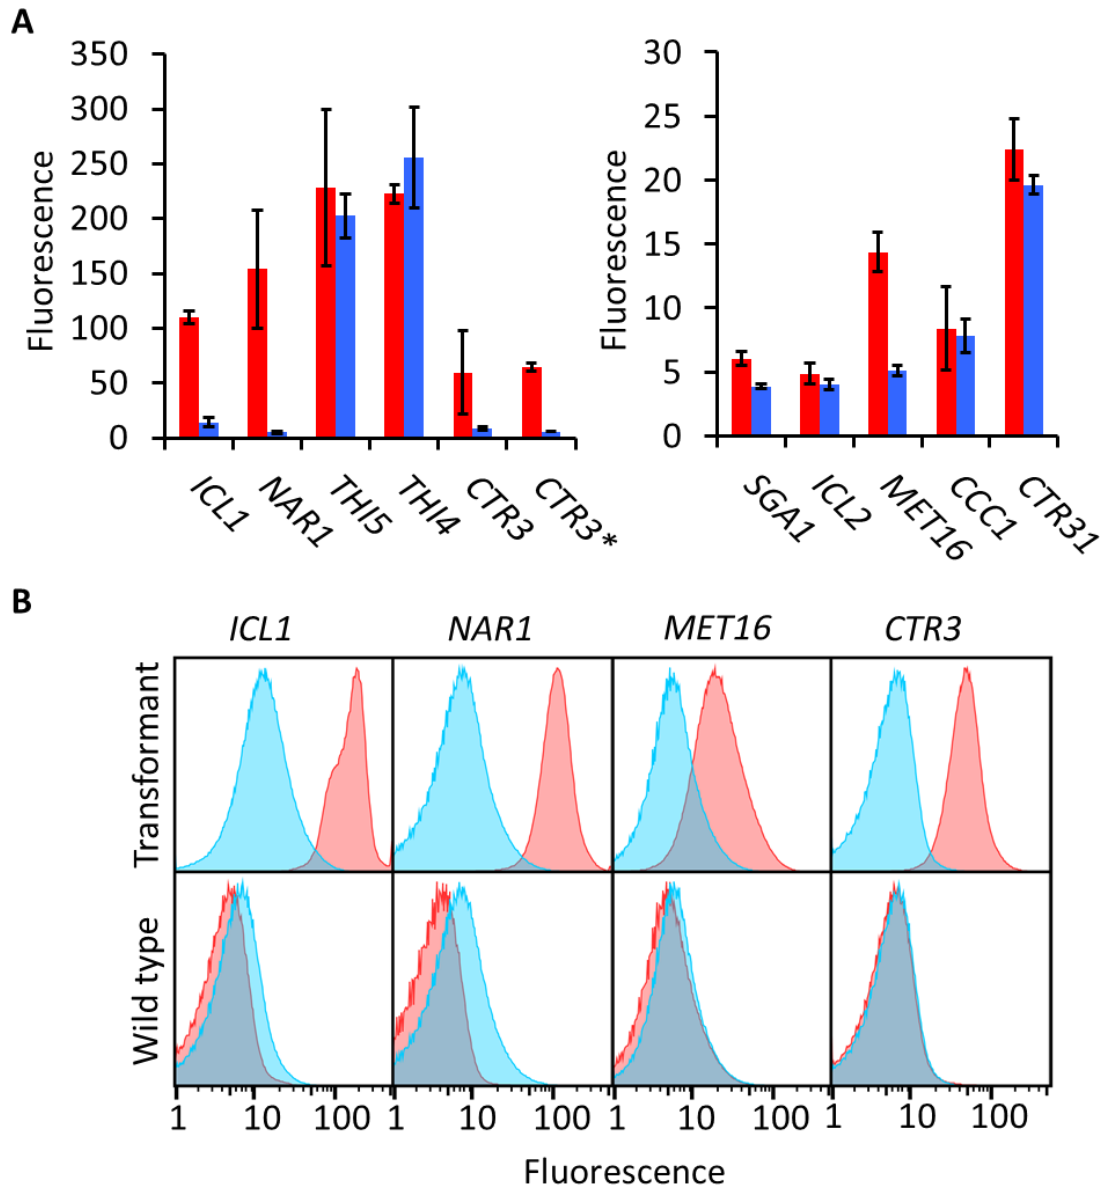 A
350
300
250
200
150
100
50
0
Fluorescence
ICL1
NAR1
THI5
THI4
CTR3
CTR3*
30
25
20
15
10
5
0
Fluorescence
SGA1
ICL2
MET16
CCC1
CTR31
B
ICL1 NAR1 MET16 CTR3
Transformant
Wild type
1 10 100 1 10 100 1 10 100 1 10 100
Fluorescence